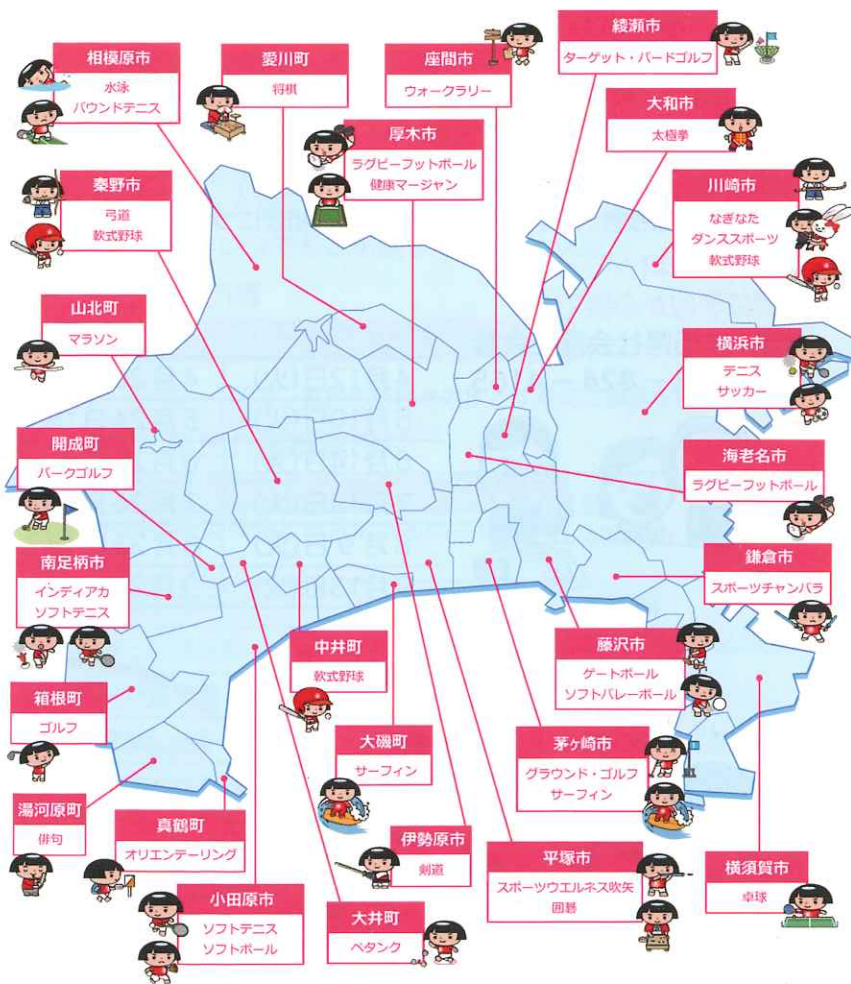 相模原市
水泳
バウンドテニス
愛川町
将棋
座間市
ウォークラリー
綾瀬市
ターゲット・バードゴルフ
大和市
太極拳
厚木市
ラグビーフットボール
健康マージャン
秦野市
弓道
軟式野球
川崎市
なぎなた
ダンススポーツ
軟式野球
山北町
マラソン
横浜市
テニス
サッカー
開成町
パークゴルフ
海老名市
ラグビーフットボール
南足柄市
インディアカ
ソフトテニス
鎌倉市
スポーツチャンバラ
中井町
軟式野球
藤沢市
ゲートボール
ソフトバレーボール
箱根町
ゴルフ
大磯町
サーフィン
茅ヶ崎市
グラウンド・ゴルフ
サーフィン
湯河原町
俳句
真鶴町
オリエンテーリング
伊勢原市
剣道
平塚市
スポーツウエルネス吹矢
囲碁
横須賀市
卓球
小田原市
ソフトテニス
ソフトボール
大井町
ペタンク